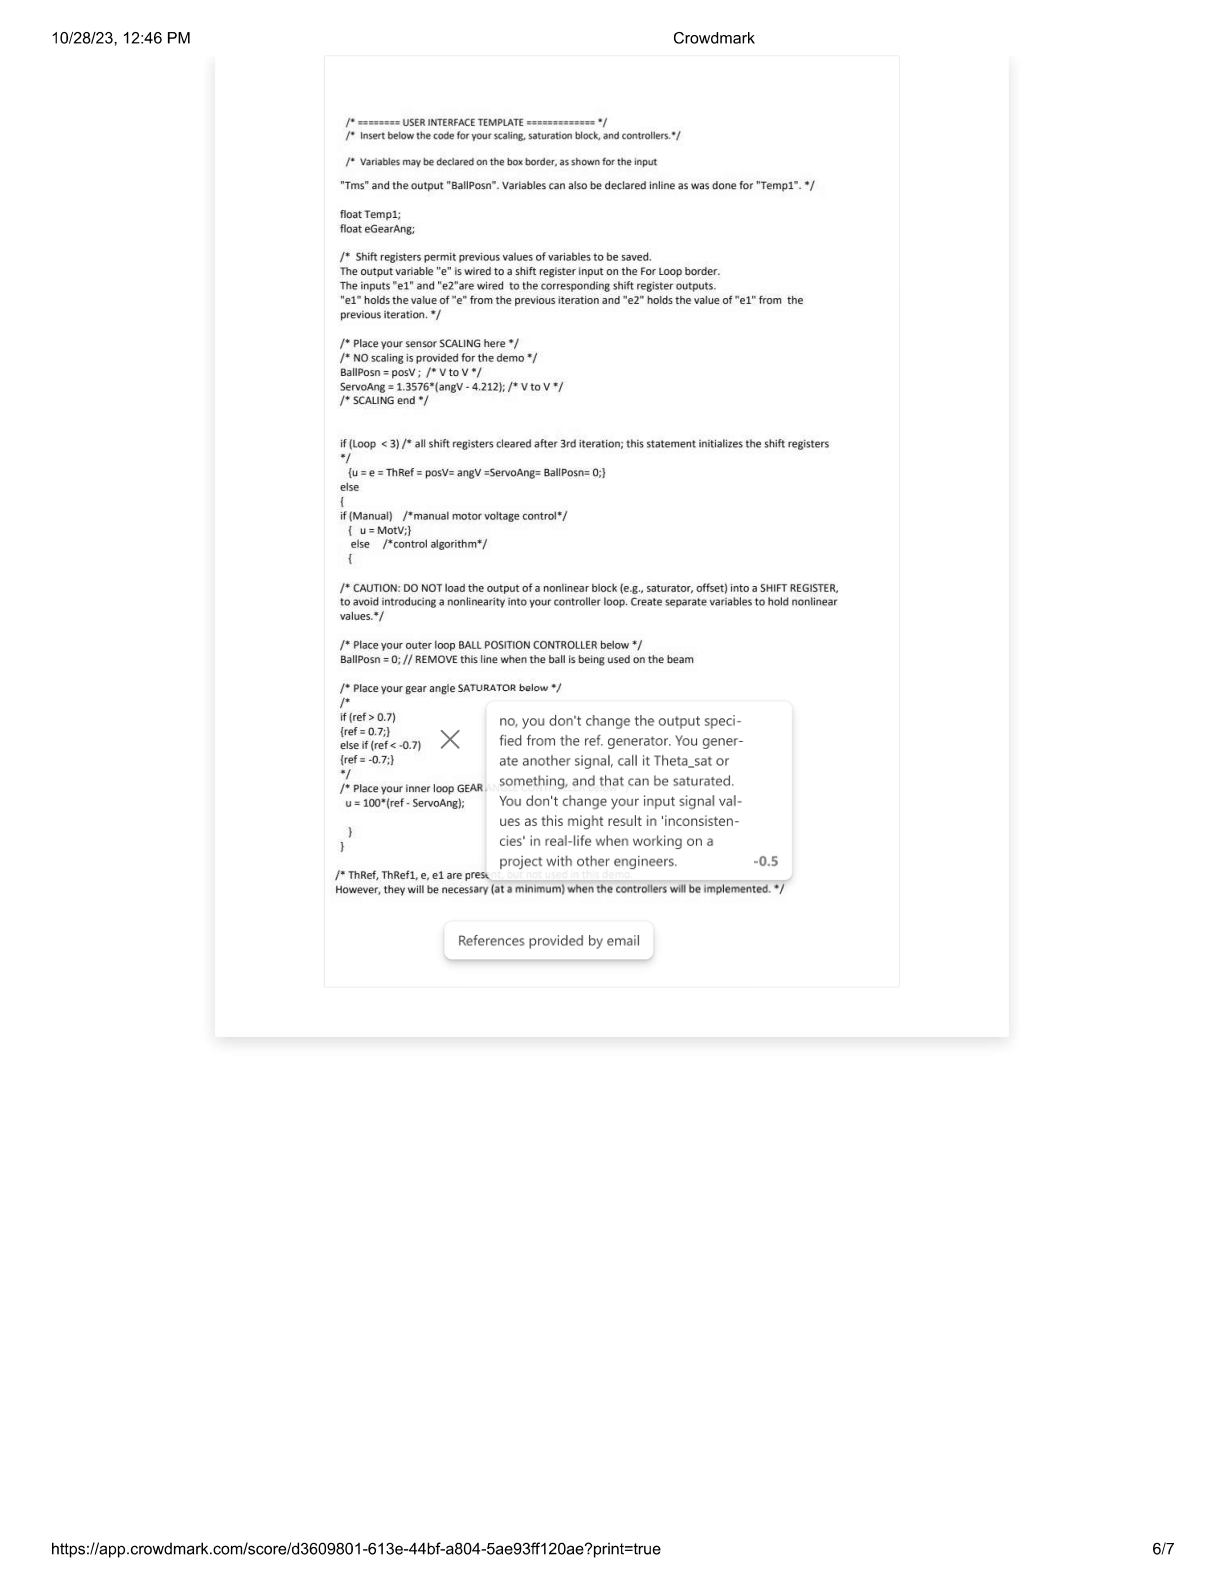 10/28/23, 12:46 PM
Crowdmark
/* ======== USER INTERFACE TEMPLATE ============= */
/* Insert below the code for your scaling, saturation block, and controllers.*/
/* Variables may be declared on the box border, as shown for the input
"Tms" and the output "BallPosn". Variables can also be declared inline as was done for "Temp1". */
float Temp1;
float eGearAng;
/* Shift registers permit previous values of variables to be saved.
The output variable "e" is wired to a shift register input on the For Loop border.
The inputs "e1" and "e2"are wired to the corresponding shift register outputs.
"e1" holds the value of "e" from the previous iteration and "e2" holds the value of "e1" from the
previous iteration. */
/* Place your sensor SCALING here */
/* NO scaling is provided for the demo */
BallPosn = posV ; /* V to V */
ServoAng = 1.3576*(angV - 4.212); /* V to V */
/* SCALING end */
if (Loop < 3) /* all shift registers cleared after 3rd iteration; this statement initializes the shift registers
*/
{u = e = ThRef = posV= angV =ServoAng= BallPosn= 0;}
else
{
if (Manual) /*manual motor voltage control*/
{ u = MotV;}
else /*control algorithm*/
{
/* CAUTION: DO NOT load the output of a nonlinear block (e.g., saturator, offset) into a SHIFT REGISTER,
to avoid introducing a nonlinearity into your controller loop. Create separate variables to hold nonlinear
values.*/
/* Place your outer loop BALL POSITION CONTROLLER below */
BallPosn = 0; // REMOVE this line when the ball is being used on the beam
/* Place your gear angle SATURATOR below */
/*
if (ref > 0.7)
{ref = 0.7;}
else if (ref < -0.7)
{ref = -0.7;}
*/
/* Place your inner loop GEAR
u = 100*(ref - ServoAng);
}
}
no, you don't change the output speci-
fied from the ref. generator. You gener-
ate another signal, call it Theta_sat or
something, and that can be saturated.
You don't change your input signal val-
ues as this might result in 'inconsisten-
cies' in real-life when working on a
project with other engineers. -0.5
/* ThRef, ThRef1, e, e1 are present, but not used in this demo.
However, they will be necessary (at a minimum) when the controllers will be implemented. */
References provided by email
https://app.crowdmark.com/score/d3609801-613e-44bf-a804-5ae93ff120ae?print=true
6/7